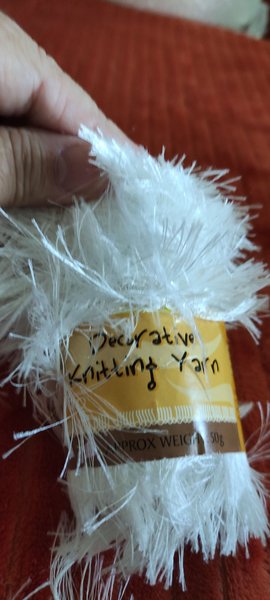 Decorative
Knitting Yarn
APPROX WEIGHT 50g